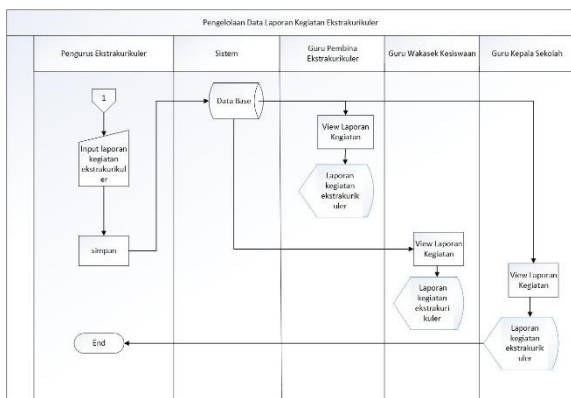 Pengelolaan Data Laporan Kegiatan Ekstrakurikuler
Pengurus Ekstrakurikuler
Sistem
Guru Pembina
Ekstrakurikuler
Guru Wakasek Kesiswaan
Guru Kepala Sekolah
1
Input laporan
kegiatan
ekstrakurikul
er
simpan
Data Base
View Laporan
Kegiatan
Laporan
kegiatan
ekstrakurik
uler
View Laporan
Kegiatan
Laporan
kegiatan
ekstrakuri
kuler
View Laporan
Kegiatan
Laporan
kegiatan
ekstrakurik
uler
End